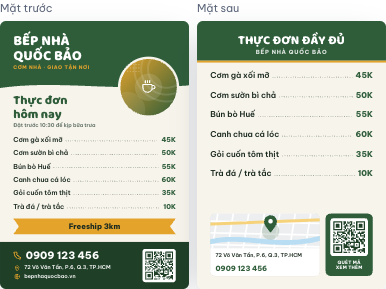 Mặt trước
BẾP NHÀ
QUỐC BẢO
CƠM NHÀ · GIAO TẬN NƠI
Thực đơn
hôm nay
Đặt trước 10:30 để kịp bữa trưa
Cơm gà xối mỡ 45K
Cơm sườn bì chả 50K
Bún bò Huế 55K
Canh chua cá lóc 60K
Gỏi cuốn tôm thịt 35K
Trà đá / trà tắc 10K
Freeship 3km
0909 123 456
72 Võ Văn Tần, P.6, Q.3, TP.HCM
bepnhaquocbao.vn
Mặt sau
THỰC ĐƠN ĐẦY ĐỦ
BẾP NHÀ QUỐC BẢO
Cơm gà xối mỡ 45K
Cơm sườn bì chả 50K
Bún bò Huế 55K
Canh chua cá lóc 60K
Gỏi cuốn tôm thịt 35K
Trà đá / trà tắc 10K
72 Võ Văn Tần, P.6, Q.3, TP.HCM
0909 123 456
QUÉT MÃ
XEM THÊM